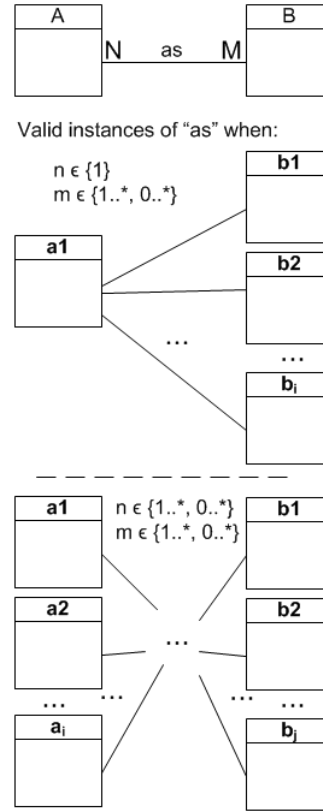 A B
N as M
Valid instances of “as” when:
n ϵ {1}
m ϵ {1..*, 0..*}
b1
a1
b2
...
...
bᵢ
a1 n ϵ {1..*, 0..*} b1
m ϵ {1..*, 0..*}
a2 b2
...
... ... ... ...
aᵢ bⱼ